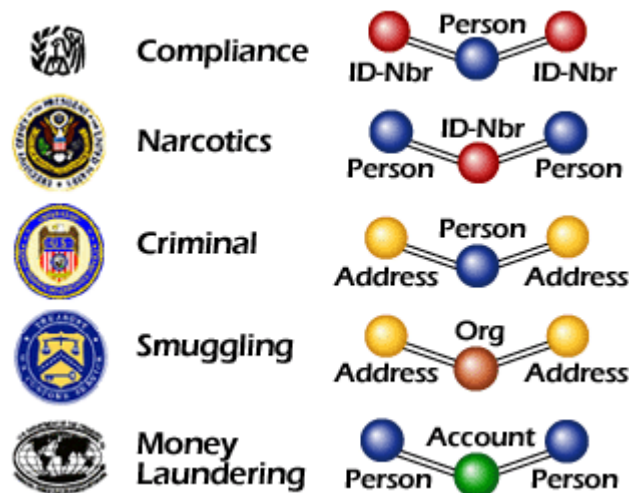 Compliance
Person
ID-Nbr
ID-Nbr
Narcotics
ID-Nbr
Person
Person
Criminal
Person
Address
Address
Smuggling
Org
Address
Address
Money
Laundering
Account
Person
Person